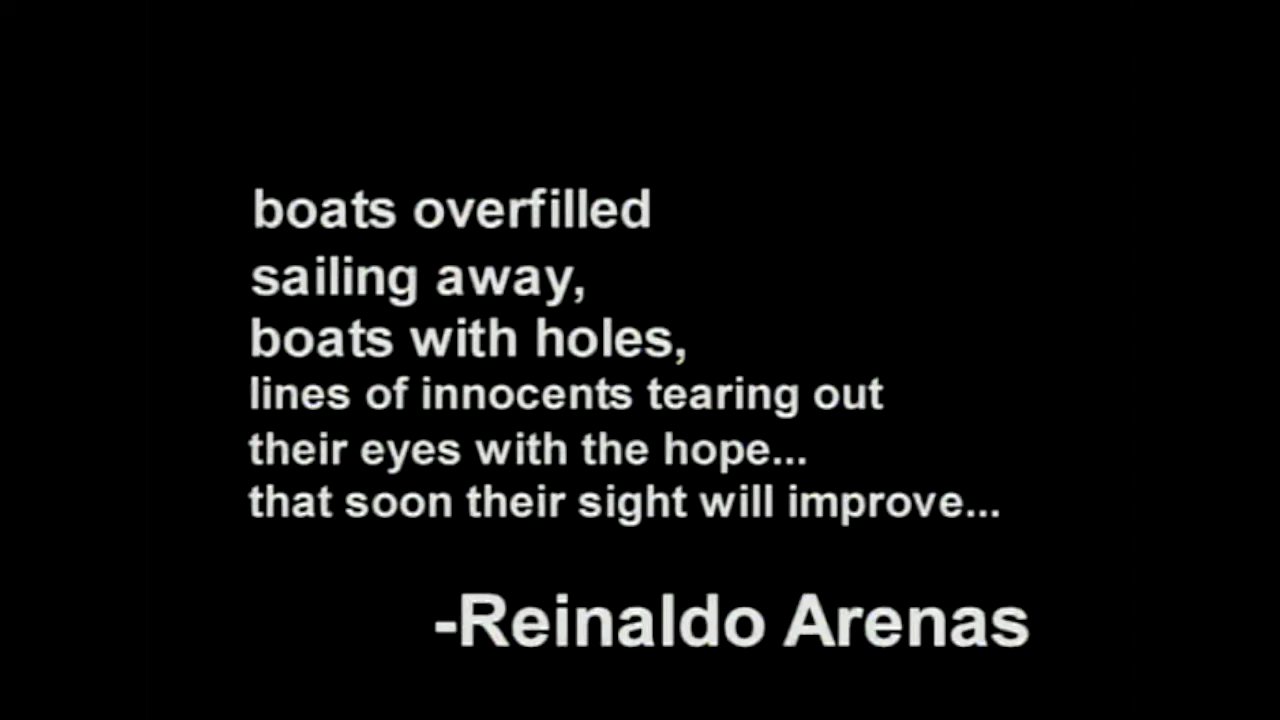 boats overfilled
sailing away,
boats with holes,
lines of innocents tearing out
their eyes with the hope...
that soon their sight will improve...
-Reinaldo Arenas